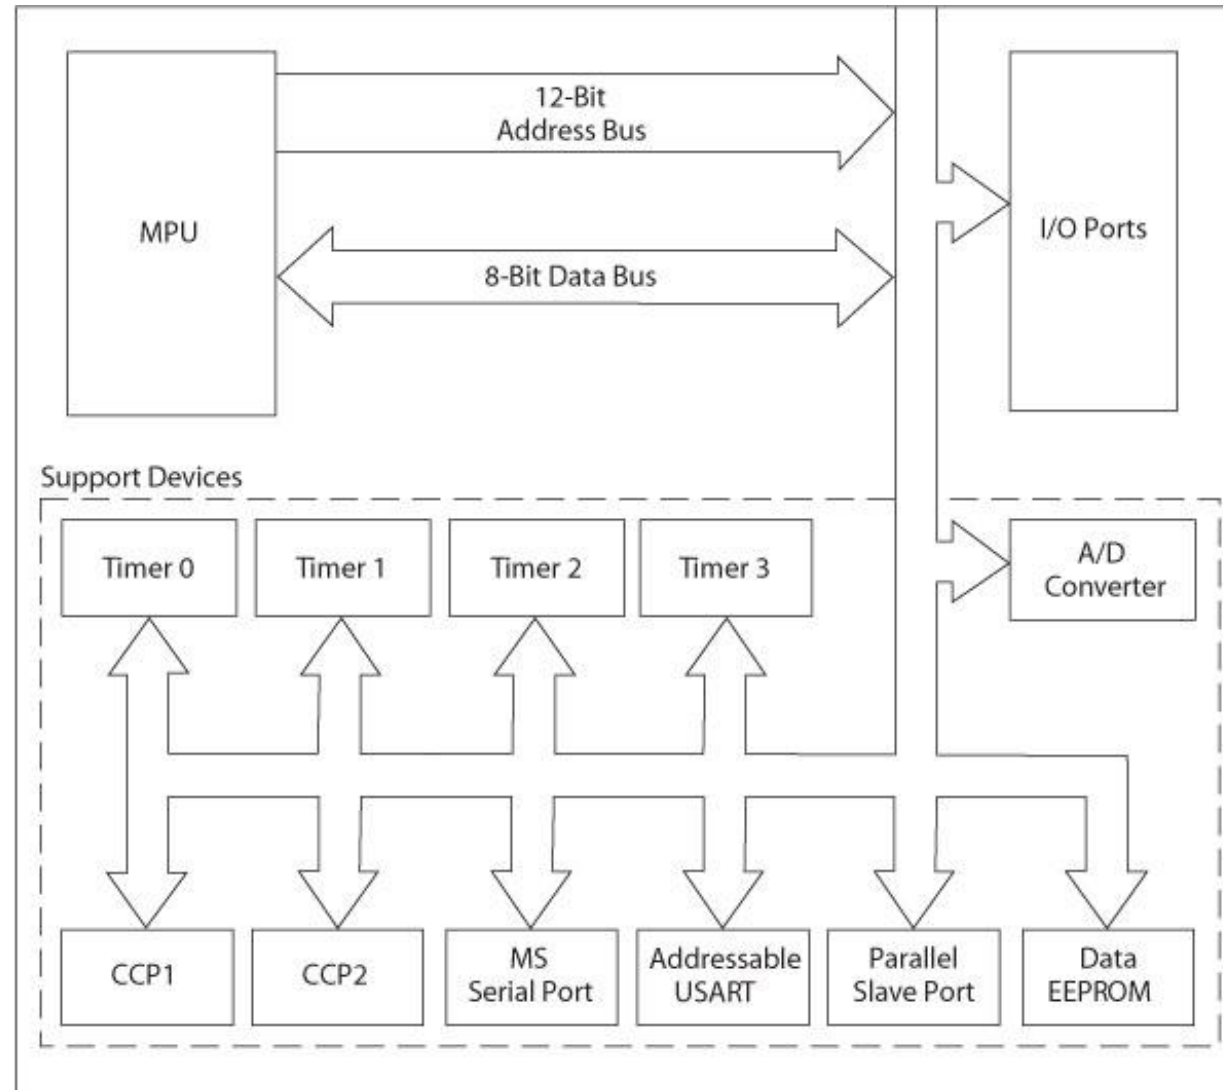 12-Bit
Address Bus
MPU
8-Bit Data Bus
I/O Ports
Support Devices
Timer 0
Timer 1
Timer 2
Timer 3
A/D
Converter
CCP1
CCP2
MS
Serial Port
Addressable
USART
Parallel
Slave Port
Data
EEPROM